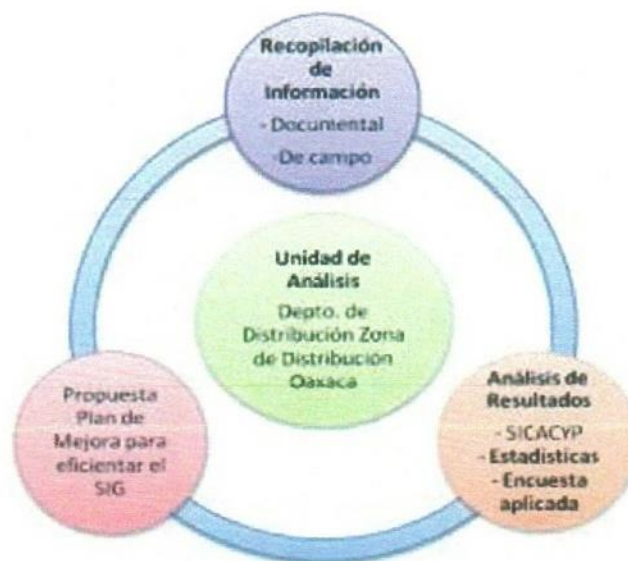 Recopilación
de
Información
- Documental
-De campo
Unidad de
Análisis
Depto. de
Distribución Zona
de Distribución
Oaxaca
Análisis de
Resultados
- SICACYP
- Estadísticas
- Encuesta
aplicada
Propuesta
Plan de
Mejora para
eficientar el
SIG